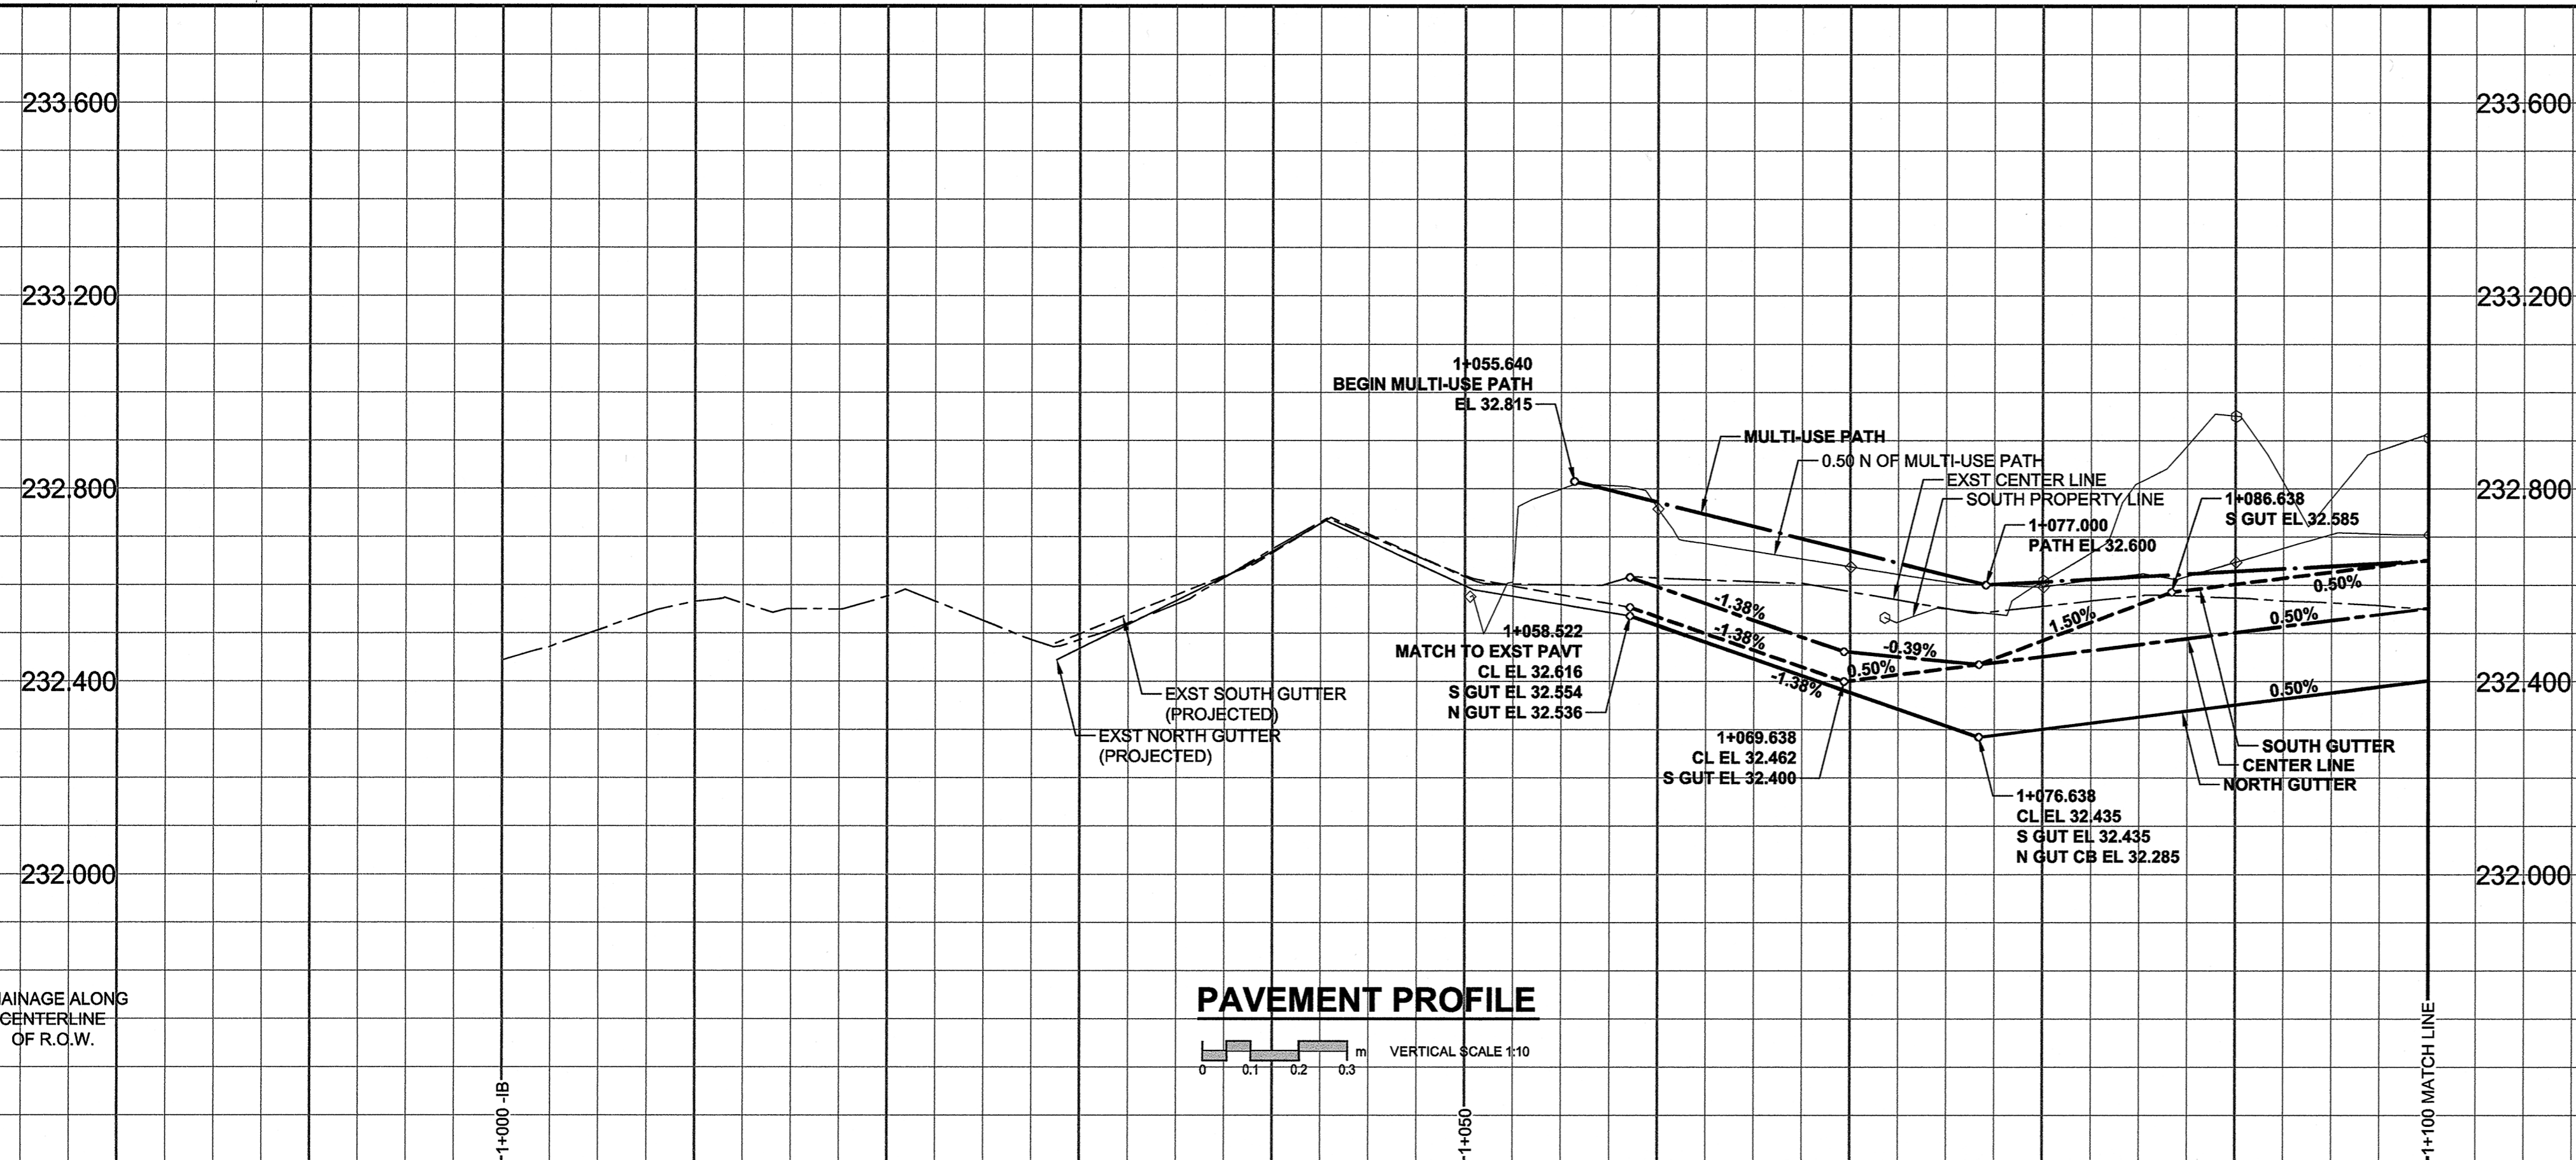 233.600
233.600
233.200
233.200
1+055.640
BEGIN MULTI-USE PATH
EL 32.815
MULTI-USE PATH
0.50 N OF MULTI-USE PATH
EXST CENTER LINE
SOUTH PROPERTY LINE
232.800
232.800
1+086.638
S GUT EL 32.585
1+077.000
PATH EL 32.600
-1.38%
-1.38%
-1.38%
-0.39%
0.50%
1.50%
0.50%
0.50%
0.50%
1+058.522
MATCH TO EXST PAVT
CL EL 32.616
S GUT EL 32.554
N GUT EL 32.536
232.400
232.400
EXST SOUTH GUTTER
(PROJECTED)
EXST NORTH GUTTER
(PROJECTED)
1+069.638
CL EL 32.462
S GUT EL 32.400
SOUTH GUTTER
CENTER LINE
NORTH GUTTER
1+076.638
CL EL 32.435
S GUT EL 32.435
N GUT CB EL 32.285
232.000
232.000
AINAGE ALONG
CENTERLINE
OF R.O.W.
PAVEMENT PROFILE
m VERTICAL SCALE 1:10
0 0.1 0.2 0.3
1+000 -IB
1+050
1+100 MATCH LINE